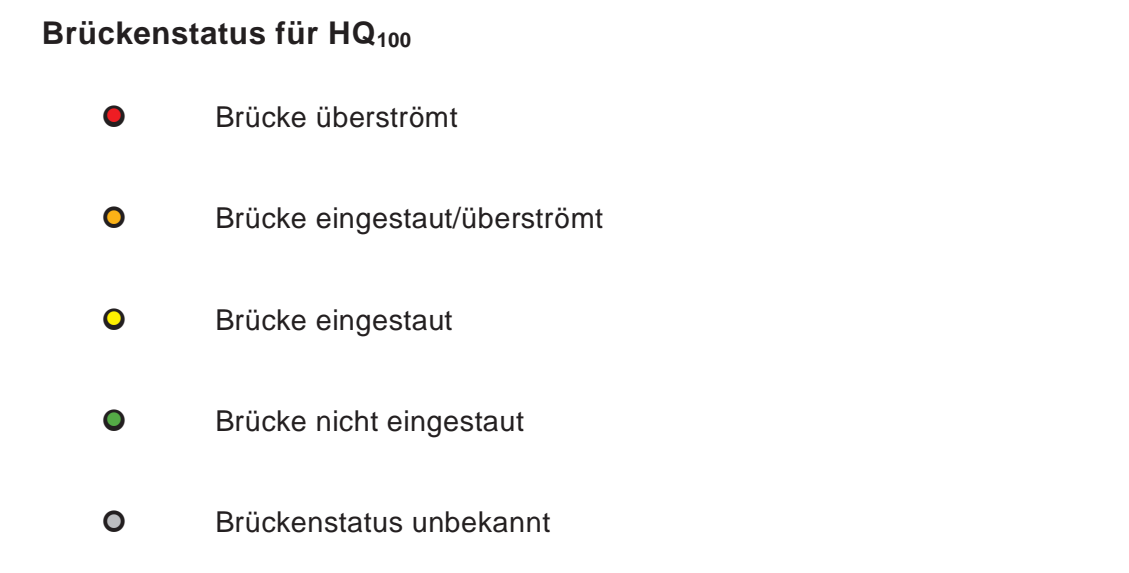 Brückenstatus für HQ100
Brücke überströmt
Brücke eingestaut/überströmt
Brücke eingestaut
Brücke nicht eingestaut
Brückenstatus unbekannt